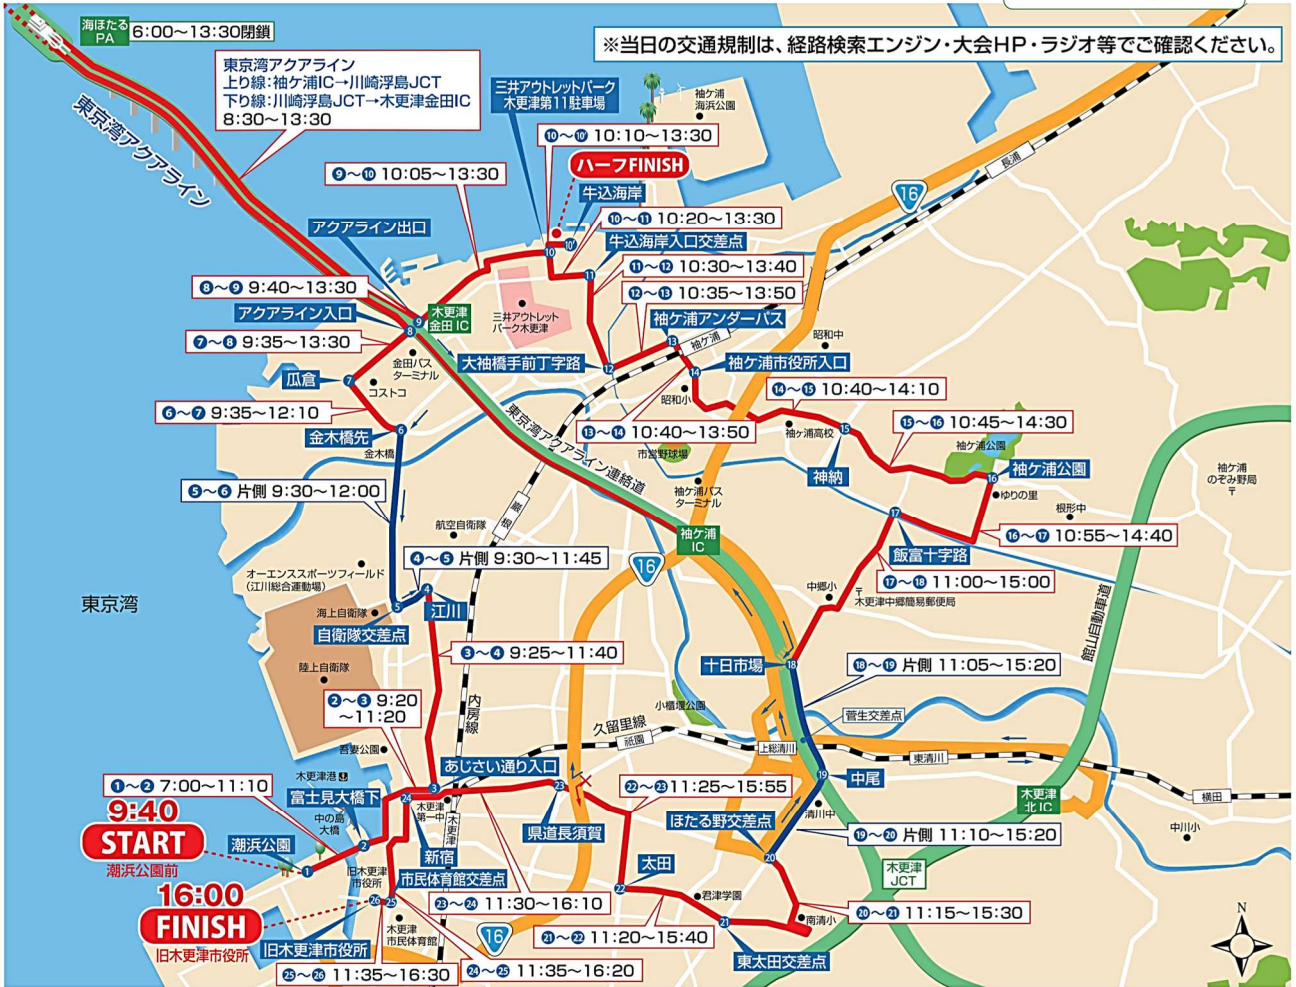 海ほたる
PA
6:00～13:30閉鎖
※当日の交通規制は、経路検索エンジン・大会HP・ラジオ等でご確認ください。
東京湾アクアライン
上り線:袖ケ浦IC→川崎浮島JCT
下り線:川崎浮島JCT→木更津金田IC
8:30～13:30
三井アウトレットパーク
木更津第11駐車場
袖ケ浦
海浜公園
東京湾アクアライン
⑩～⑩' 10:10～13:30
ハーフFINISH
長浦
16
⑨～⑩ 10:05～13:30
牛込海岸
⑩～⑪ 10:20～13:30
アクアライン出口
牛込海岸入口交差点
10
10'
11
⑪～⑫ 10:30～13:40
⑧～⑨ 9:40～13:30
⑫～⑬ 10:35～13:50
アクアライン入口
9
8
木更津
金田IC
三井アウトレット
パーク木更津
袖ケ浦アンダーパス
昭和中
⑦～⑧ 9:35～13:30
13
袖ケ浦
金田バス
ターミナル
大袖橋手前丁字路
12
14
袖ケ浦市役所入口
瓜倉
7
コストコ
昭和小
⑭～⑮ 10:40～14:10
⑥～⑦ 9:35～12:10
東京湾アクアライン連絡道
⑬～⑭ 10:40～13:50
袖ケ浦高校
15
⑮～⑯ 10:45～14:30
金木橋先
6
金木橋
市営野球場
神納
袖ケ浦公園
袖ケ浦公園
16
袖ケ浦
のぞみ野局
〒
⑤～⑥ 片側 9:30～12:00
袖ケ浦バス
ターミナル
ゆりの里
根形中
巌根
17
航空自衛隊
袖ケ浦
IC
飯富十字路
⑯～⑰ 10:55～14:40
④～⑤ 片側 9:30～11:45
16
オーエンススポーツフィールド
(江川総合運動場)
中郷小
⑰～⑱ 11:00～15:00
〒
木更津中郷簡易郵便局
東京湾
海上自衛隊
5
4
江川
自衛隊交差点
館山自動車道
③～④ 9:25～11:40
陸上自衛隊
十日市場
18
⑱～⑲ 片側 11:05～15:20
②～③ 9:20
～11:20
内房線
小櫃堰公園
菅生交差点
久留里線
祇園
上総清川
東清川
吾妻公園
あじさい通り入口
木更津港
①～② 7:00～11:10
富士見大橋下
中の島
大橋
3
24
23
木更津
第一中
木更津
㉒～㉓ 11:25～15:55
19
中尾
木更津
北IC
横田
9:40
START
潮浜公園前
潮浜公園
1
2
県道長須賀
ほたる野交差点
清川中
⑲～⑳ 片側 11:10～15:20
中川小
新宿
太田
20
木更津
JCT
旧木更津
市役所
市民体育館交差点
16:00
FINISH
旧木更津市役所
26
25
㉓～㉔ 11:30～16:10
22
君津学園
21
南清小
⑳～㉑ 11:15～15:30
木更津
市民体育館
16
㉑～㉒ 11:20～15:40
旧木更津市役所
東太田交差点
㉕～㉖ 11:35～16:30
㉔～㉕ 11:35～16:20
N